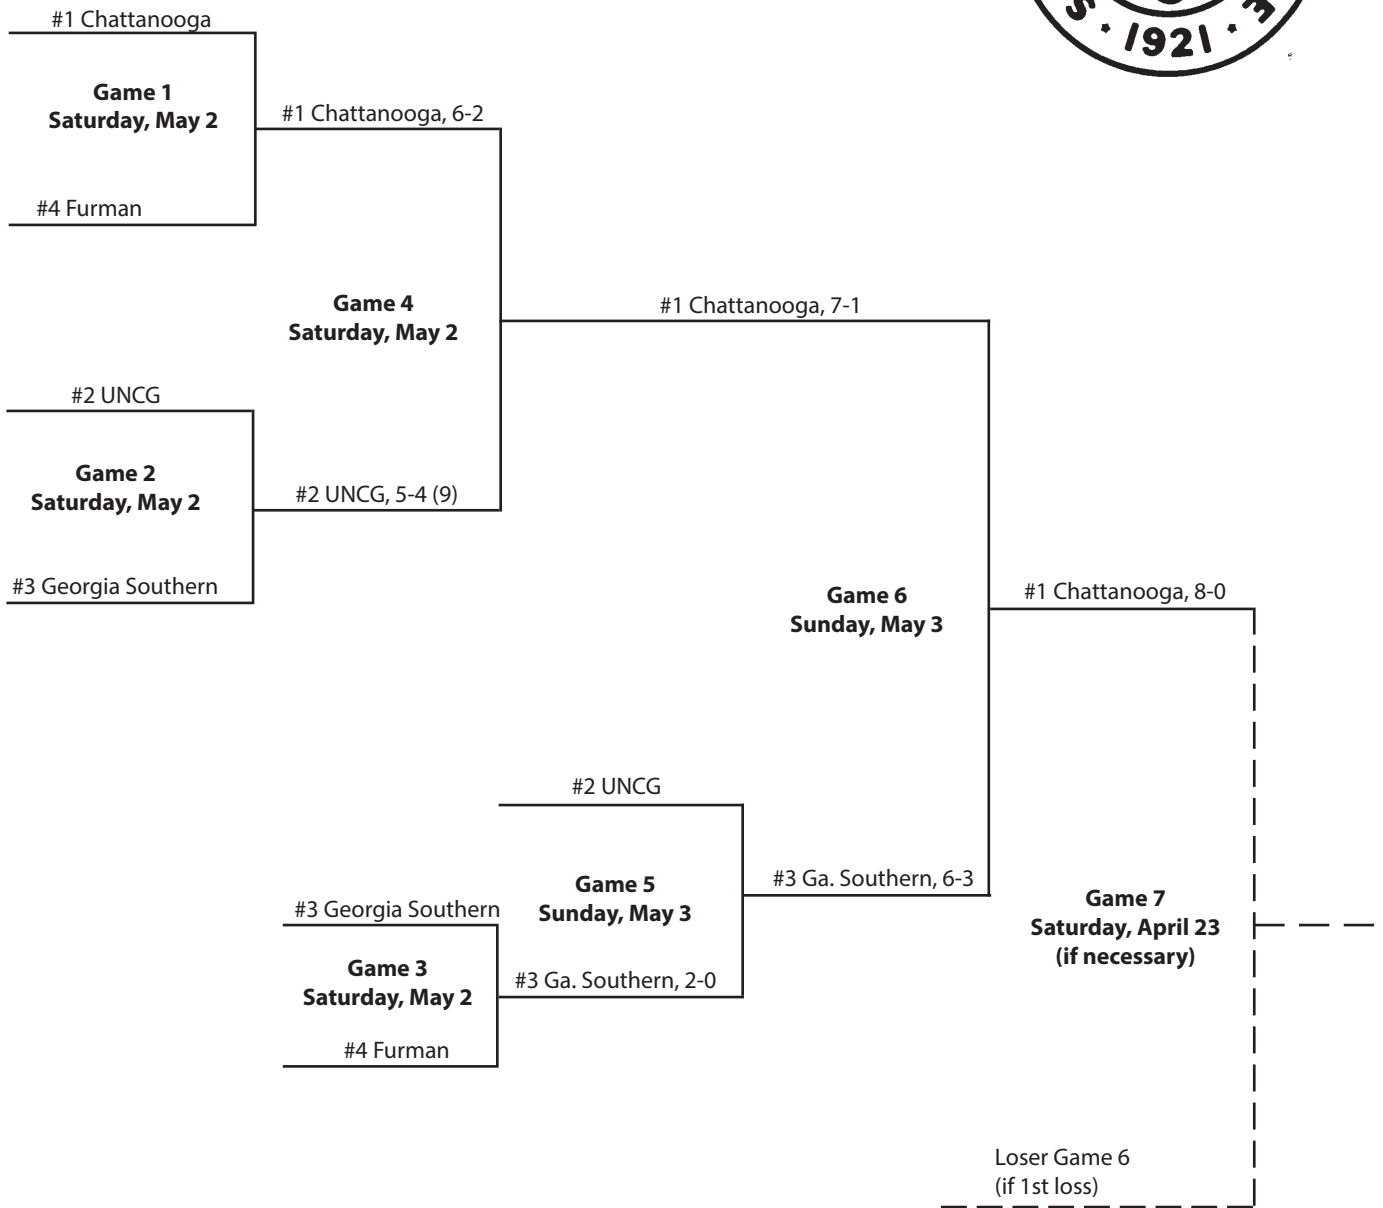 #1 Chattanooga
Game 1
Saturday, May 2
#4 Furman
#1 Chattanooga, 6-2
Game 4
Saturday, May 2
#2 UNCG
Game 2
Saturday, May 2
#3 Georgia Southern
#2 UNCG, 5-4 (9)
#1 Chattanooga, 7-1
Game 6
Sunday, May 3
#1 Chattanooga, 8-0
#2 UNCG
Game 5
Sunday, May 3
#3 Ga. Southern, 6-3
#3 Georgia Southern
Game 3
Saturday, May 2
#4 Furman
#3 Ga. Southern, 2-0
Game 7
Saturday, April 23
(if necessary)
Loser Game 6
(if 1st loss)
S · 1921 · E